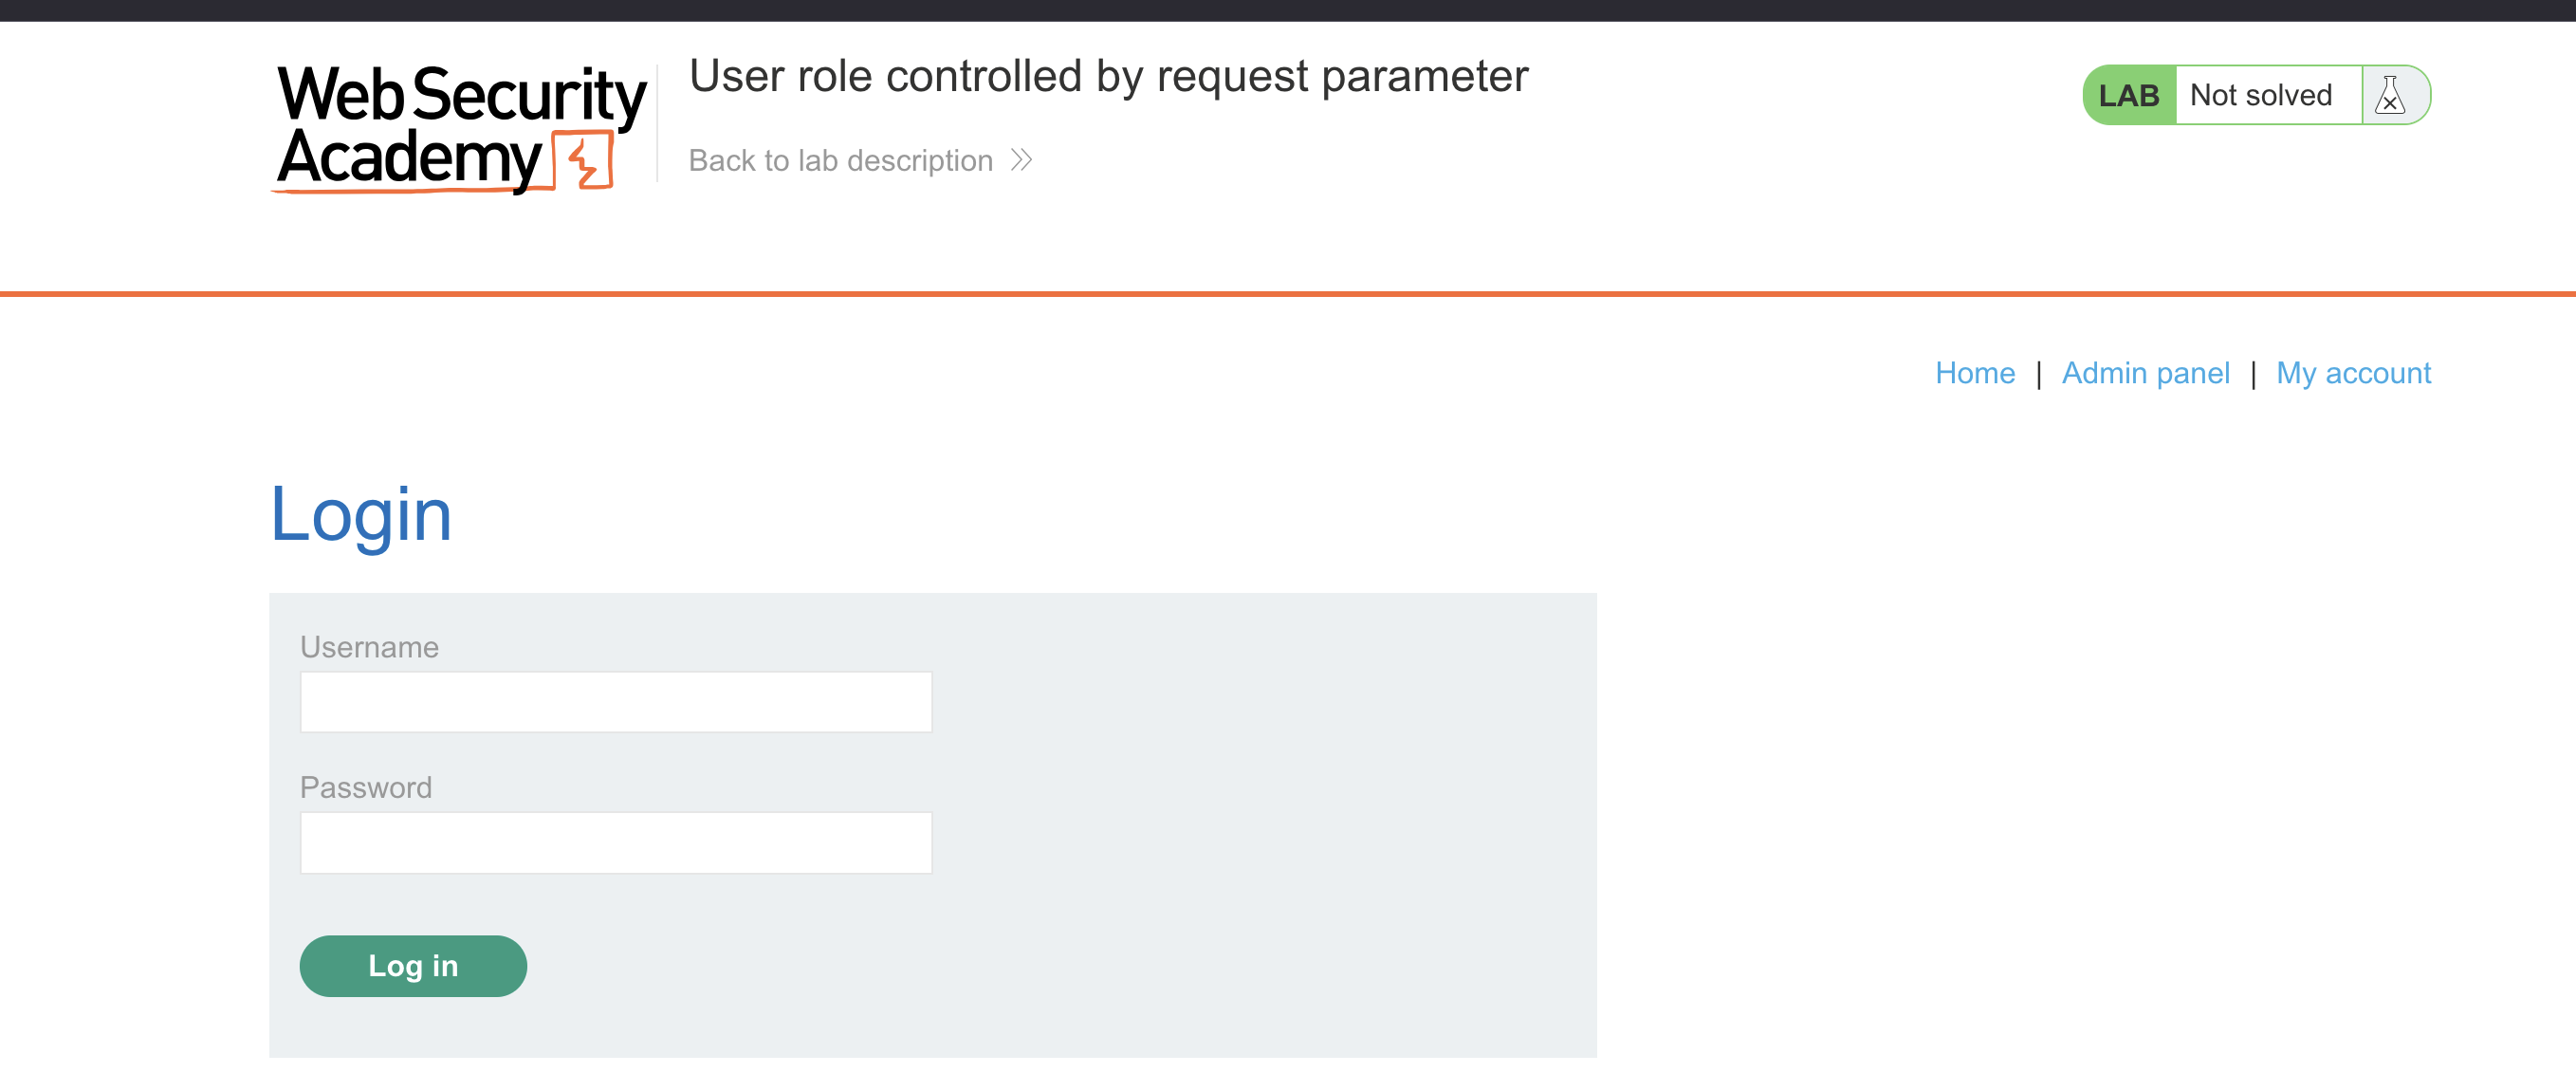 Web Security
Academy
User role controlled by request parameter
Back to lab description
LAB Not solved
Home | Admin panel | My account
Login
Username
Password
Log in